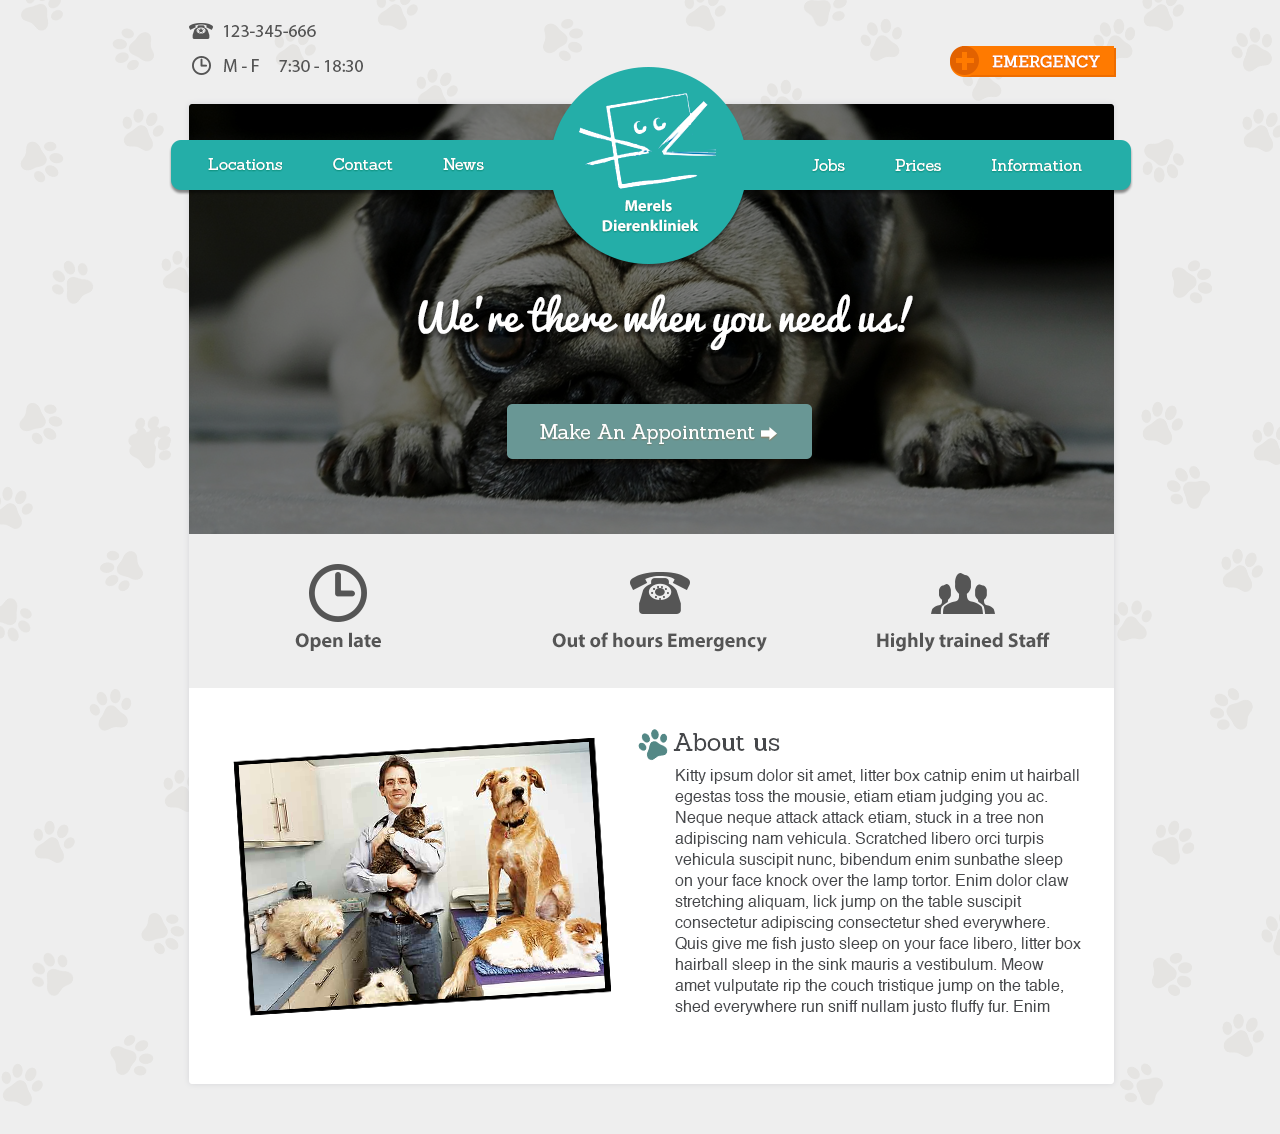 123-345-666
M - F 7:30 - 18:30
EMERGENCY
Locations Contact News
Merels
Dierenkliniek
Jobs Prices Information
We're there when you need us!
Make An Appointment
Open late
Out of hours Emergency
Highly trained Staff
About us
Kitty ipsum dolor sit amet, litter box catnip enim ut hairball
egestas toss the mousie, etiam etiam judging you ac.
Neque neque attack attack etiam, stuck in a tree non
adipiscing nam vehicula. Scratched libero orci turpis
vehicula suscipit nunc, bibendum enim sunbathe sleep
on your face knock over the lamp tortor. Enim dolor claw
stretching aliquam, lick jump on the table suscipit
consectetur adipiscing consectetur shed everywhere.
Quis give me fish justo sleep on your face libero, litter box
hairball sleep in the sink mauris a vestibulum. Meow
amet vulputate rip the couch tristique jump on the table,
shed everywhere run sniff nullam justo fluffy fur. Enim